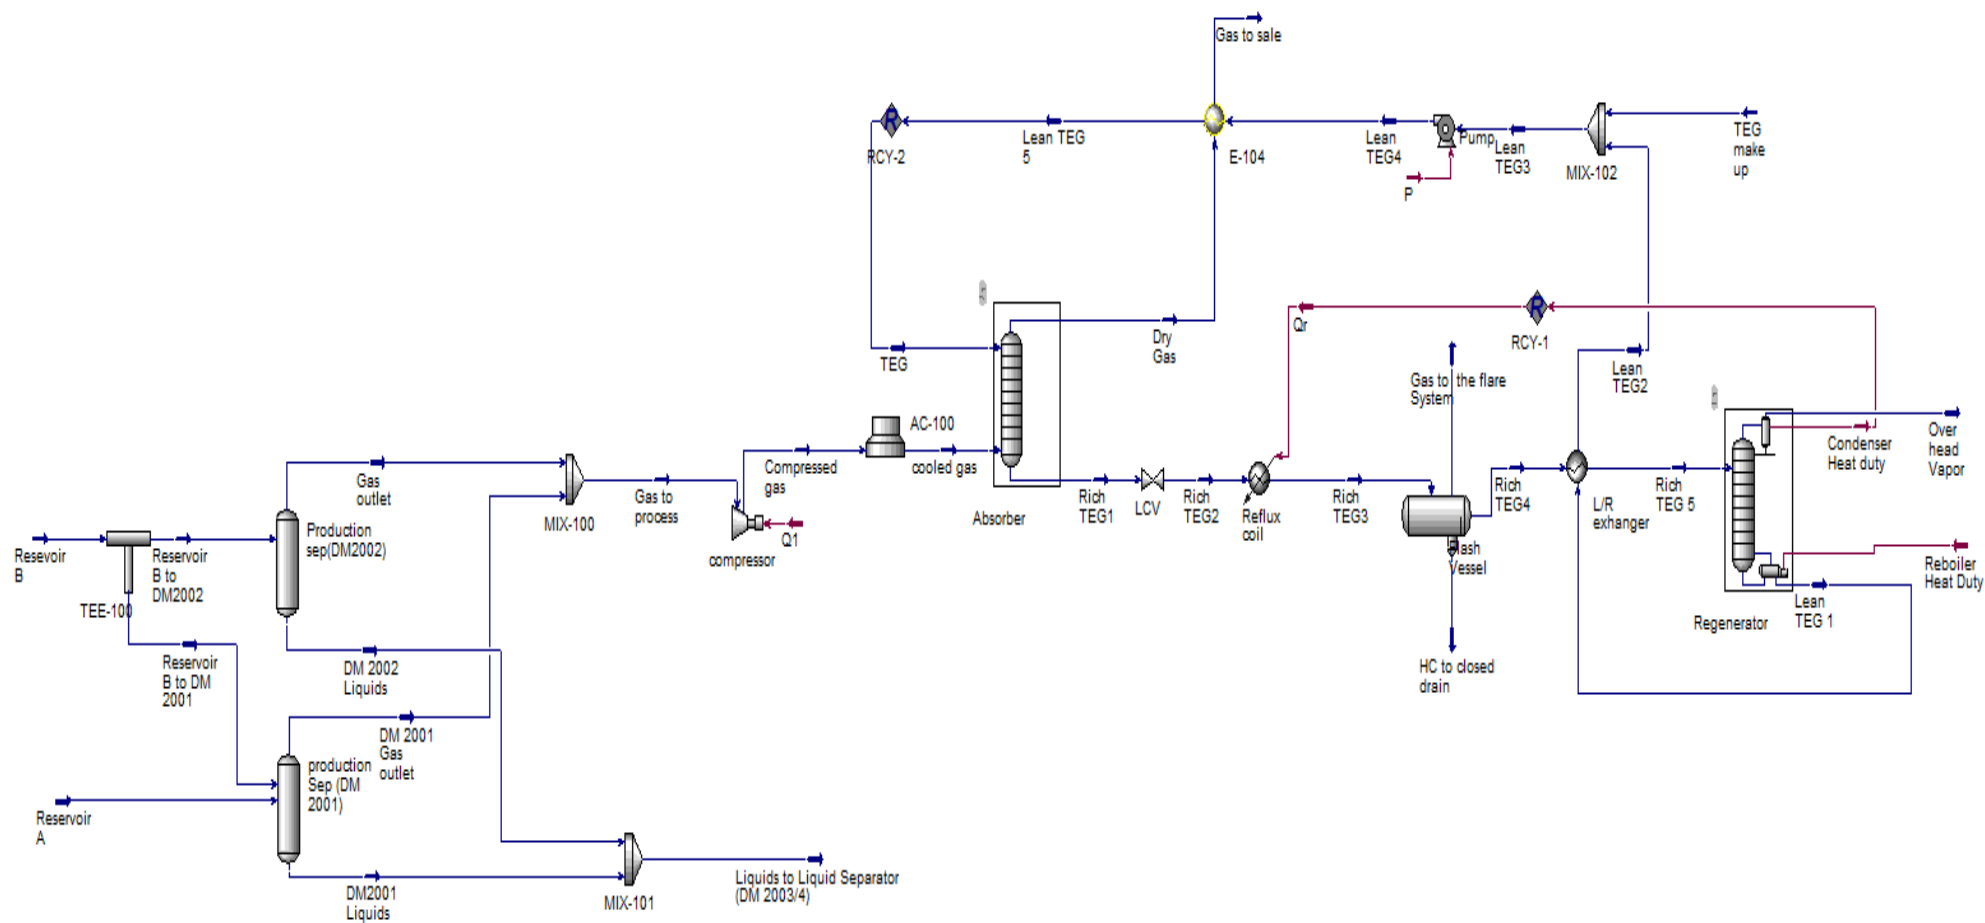 Gas to sale
RCY-2
Lean TEG
5
E-104
Lean
TEG4
Pump
Lean
TEG3
P
MIX-102
TEG
make
up
TEG
Dry
Gas
Qr
RCY-1
Lean
TEG2
Gas to the flare
System
AC-100
Compressed
gas
cooled gas
Condenser
Heat duty
Over
head
Vapor
Gas
outlet
MIX-100
Gas to
process
Absorber
Rich
TEG1
LCV
Rich
TEG2
Reflux
coil
Rich
TEG3
Rich
TEG4
L/R
exhanger
Rich
TEG 5
Production
sep(DM2002)
Q1
compressor
Vessel
Resevoir
B
Reservoir
B to
DM2002
TEE-100
Reboiler
Heat Duty
Lean
TEG 1
Regenerator
Reservoir
B to DM
2001
DM 2002
Liquids
HC to closed
drain
DM 2001
Gas
outlet
production
Sep (DM
2001)
Reservoir
A
DM2001
Liquids
MIX-101
Liquids to Liquid Separator
(DM 2003/4)